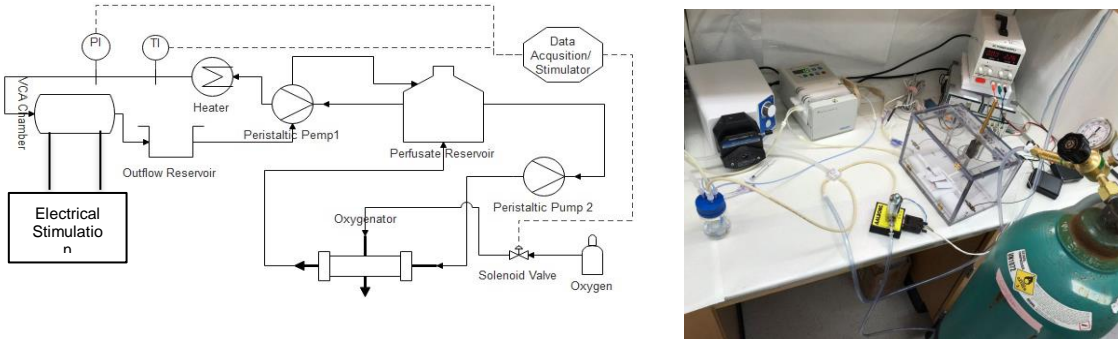 PI
TI
Data
Acqusition/
Stimulator
VCA Chamber
Heater
Peristaltic Pemp1
Perfusate Reservoir
Outflow Reservoir
Peristaltic Pump 2
Electrical
Stimulatio
n
Oxygenator
Solenoid Valve
Oxygen